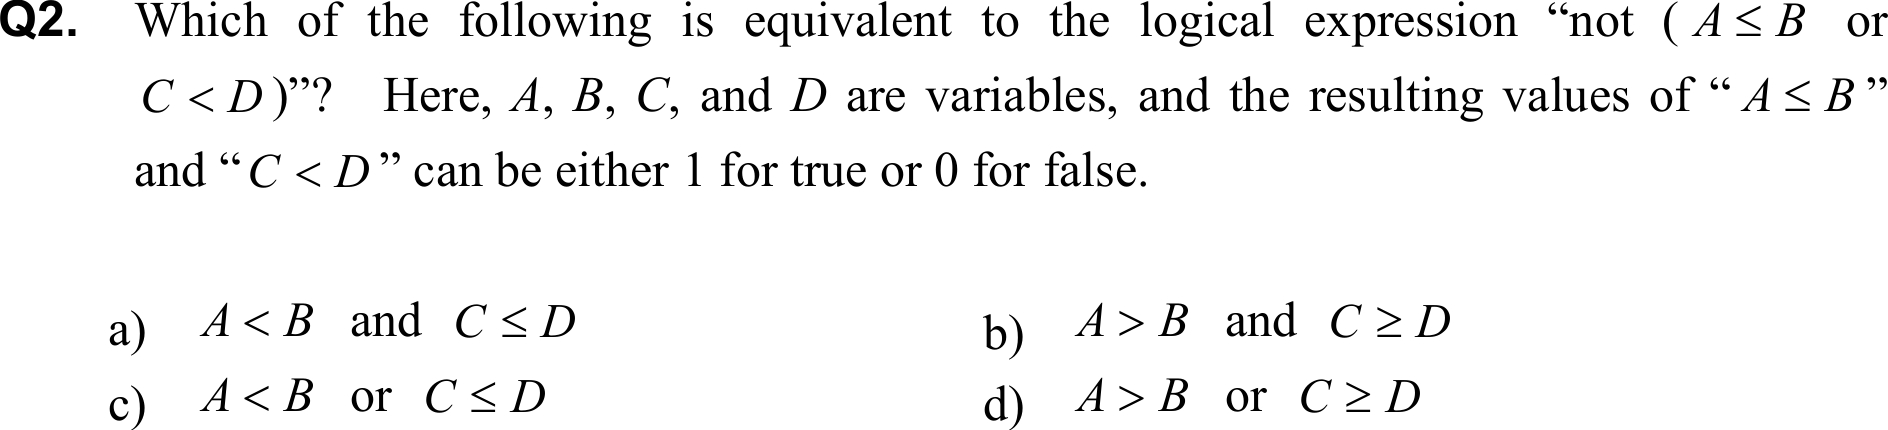 Q2. Which of the following is equivalent to the logical expression “not ( A ≤ B or
C < D )”? Here, A, B, C, and D are variables, and the resulting values of “ A ≤ B ”
and “ C < D ” can be either 1 for true or 0 for false.
a) A < B and C ≤ D b) A > B and C ≥ D
c) A < B or C ≤ D d) A > B or C ≥ D